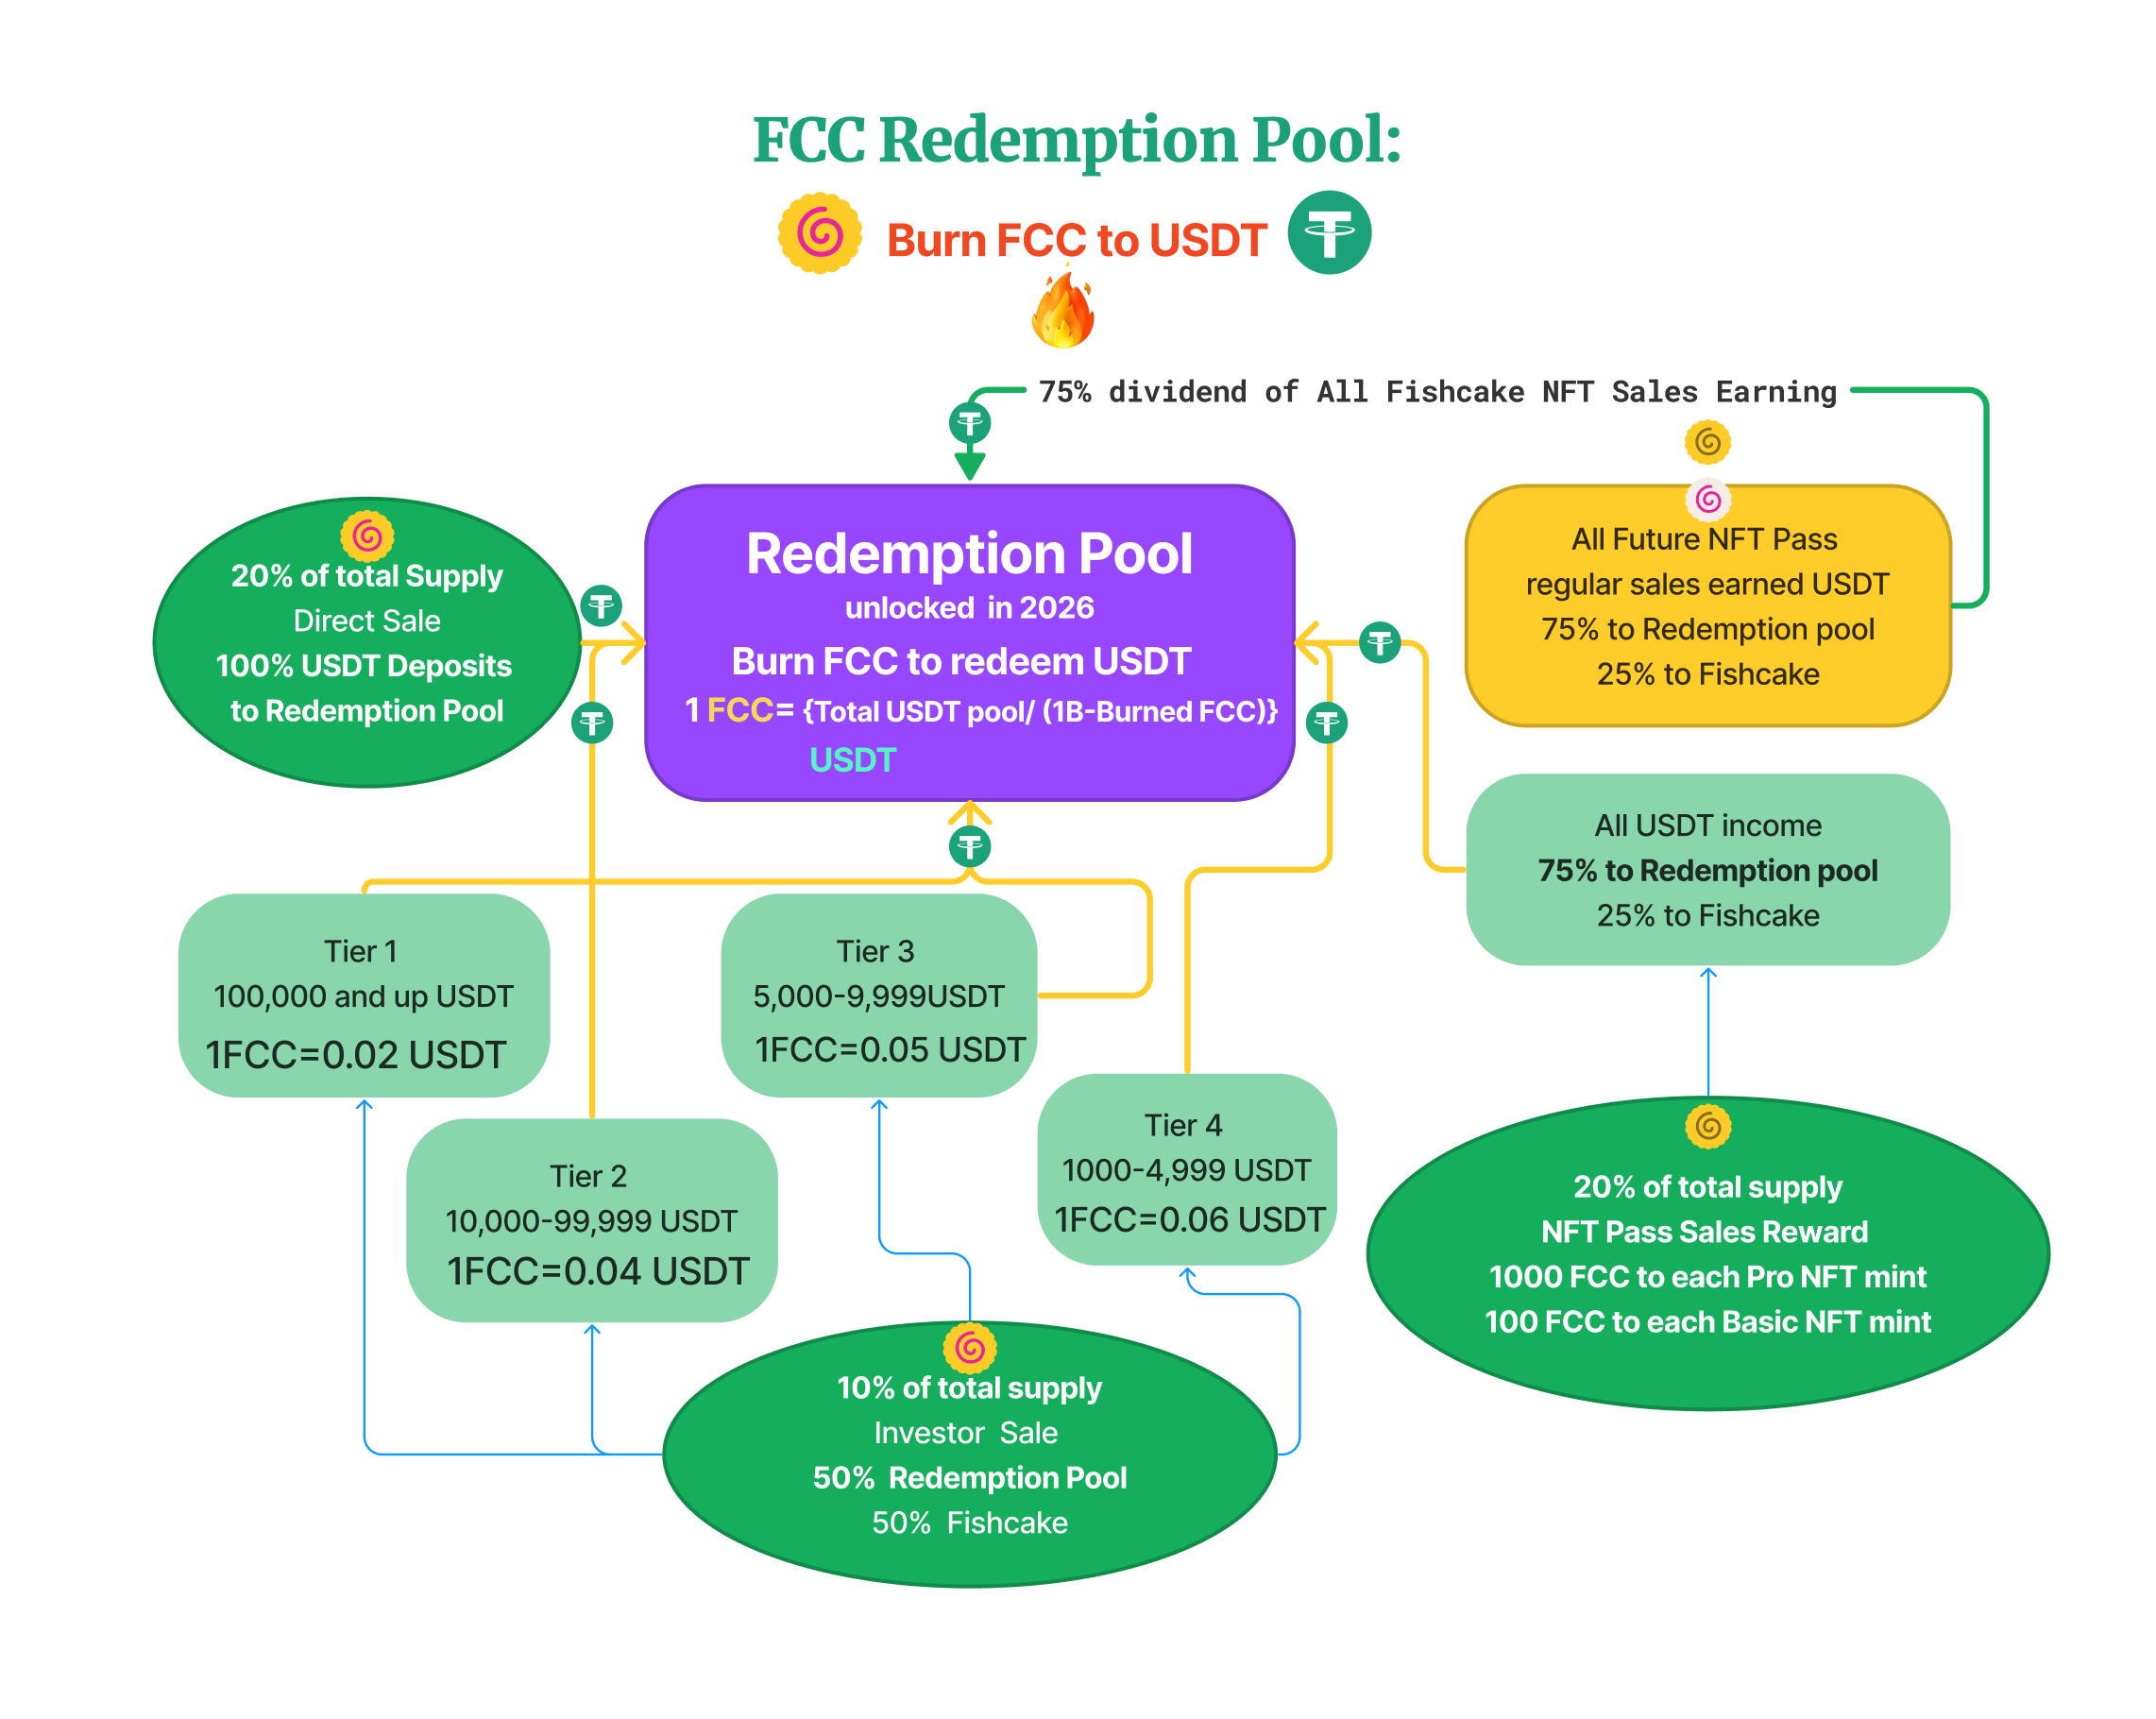 FCC Redemption Pool:
Burn FCC to USDT
75% dividend of All Fishcake NFT Sales Earning
20% of total Supply
Direct Sale
100% USDT Deposits
to Redemption Pool
Redemption Pool
unlocked in 2026
Burn FCC to redeem USDT
1 FCC= {Total USDT pool/ (1B-Burned FCC)}
USDT
All Future NFT Pass
regular sales earned USDT
75% to Redemption pool
25% to Fishcake
All USDT income
75% to Redemption pool
25% to Fishcake
Tier 1
100,000 and up USDT
1FCC=0.02 USDT
Tier 2
10,000-99,999 USDT
1FCC=0.04 USDT
Tier 3
5,000-9,999USDT
1FCC=0.05 USDT
Tier 4
1000-4,999 USDT
1FCC=0.06 USDT
20% of total supply
NFT Pass Sales Reward
1000 FCC to each Pro NFT mint
100 FCC to each Basic NFT mint
10% of total supply
Investor Sale
50% Redemption Pool
50% Fishcake